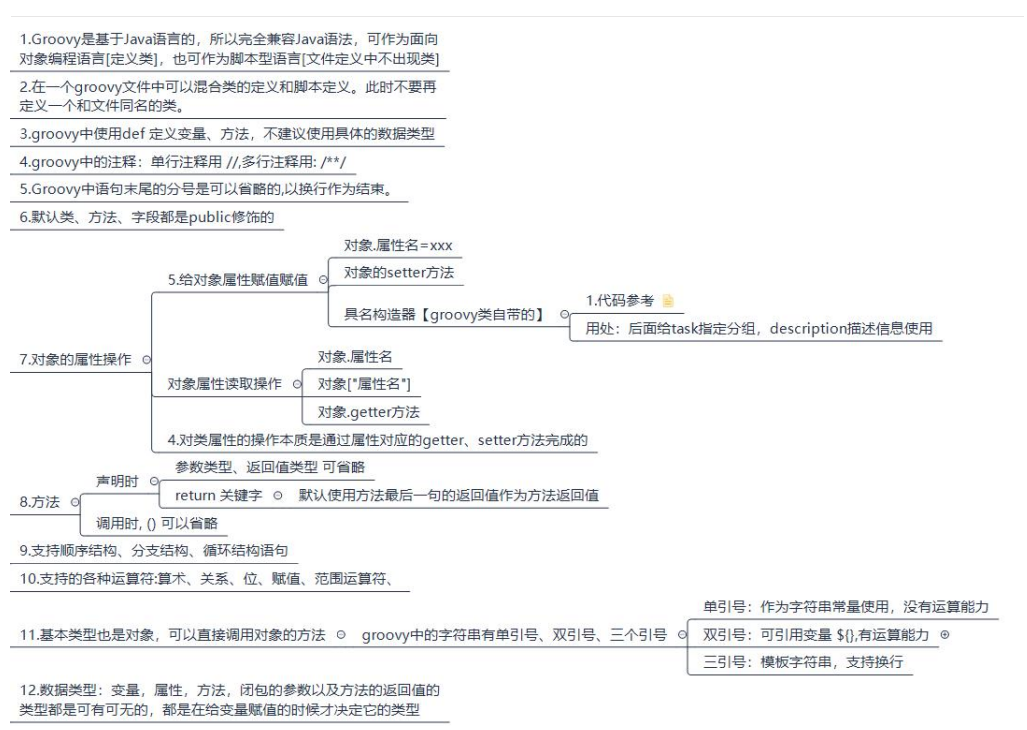 1.Groovy是基于Java语言的，所以完全兼容Java语法，可作为面向
对象编程语言[定义类]，也可作为脚本型语言[文件定义中不出现类]
2.在一个groovy文件中可以混合类的定义和脚本定义。此时不要再
定义一个和文件同名的类。
3.groovy中使用def 定义变量、方法，不建议使用具体的数据类型
4.groovy中的注释：单行注释用 //,多行注释用: /**/
5.Groovy中语句末尾的分号是可以省略的,以换行作为结束。
6.默认类、方法、字段都是public修饰的
7.对象的属性操作
5.给对象属性赋值赋值
对象.属性名=xxx
对象的setter方法
具名构造器【groovy类自带的】
1.代码参考
用处：后面给task指定分组，description描述信息使用
对象属性读取操作
对象.属性名
对象["属性名"]
对象.getter方法
4.对类属性的操作本质是通过属性对应的getter、setter方法完成的
8.方法
声明时
参数类型、返回值类型 可省略
return 关键字
默认使用方法最后一句的返回值作为方法返回值
调用时, () 可以省略
9.支持顺序结构、分支结构、循环结构语句
10.支持的各种运算符:算术、关系、位、赋值、范围运算符、
11.基本类型也是对象，可以直接调用对象的方法
groovy中的字符串有单引号、双引号、三个引号
单引号：作为字符串常量使用，没有运算能力
双引号：可引用变量 ${},有运算能力
三引号：模板字符串，支持换行
12.数据类型：变量，属性，方法，闭包的参数以及方法的返回值的
类型都是可有可无的，都是在给变量赋值的时候才决定它的类型